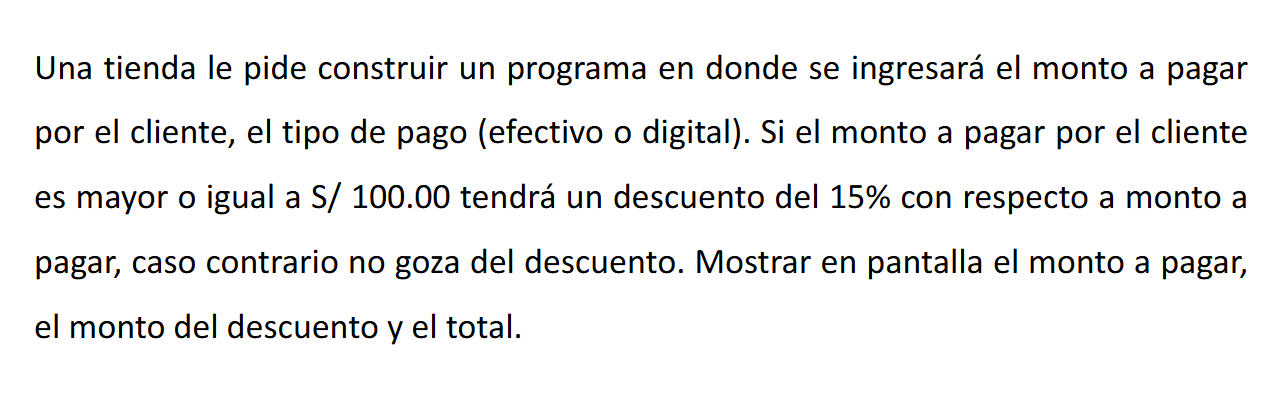 Una tienda le pide construir un programa en donde se ingresará el monto a pagar
por el cliente, el tipo de pago (efectivo o digital). Si el monto a pagar por el cliente
es mayor o igual a S/ 100.00 tendrá un descuento del 15% con respecto a monto a
pagar, caso contrario no goza del descuento. Mostrar en pantalla el monto a pagar,
el monto del descuento y el total.